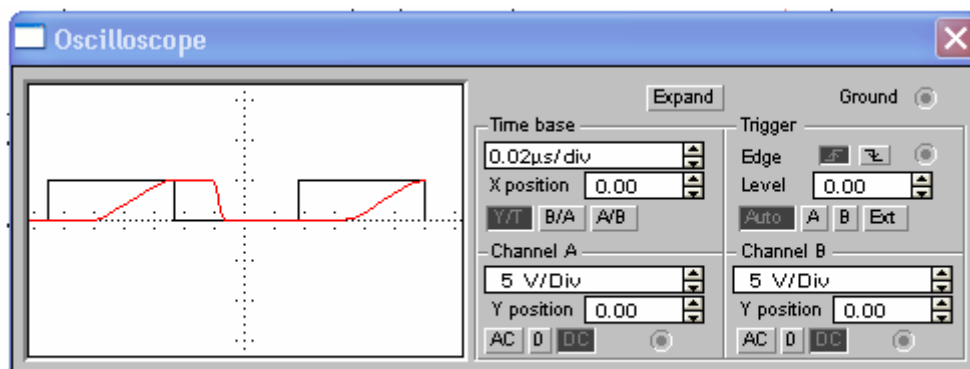 Oscilloscope
Expand
Ground
Time base
Trigger
0.02µs/div
Edge
X position 0.00
Level 0.00
Y/T B/A A/B
Auto A B Ext
Channel A
Channel B
5 V/Div
5 V/Div
Y position 0.00
Y position 0.00
AC 0 DC
AC 0 DC